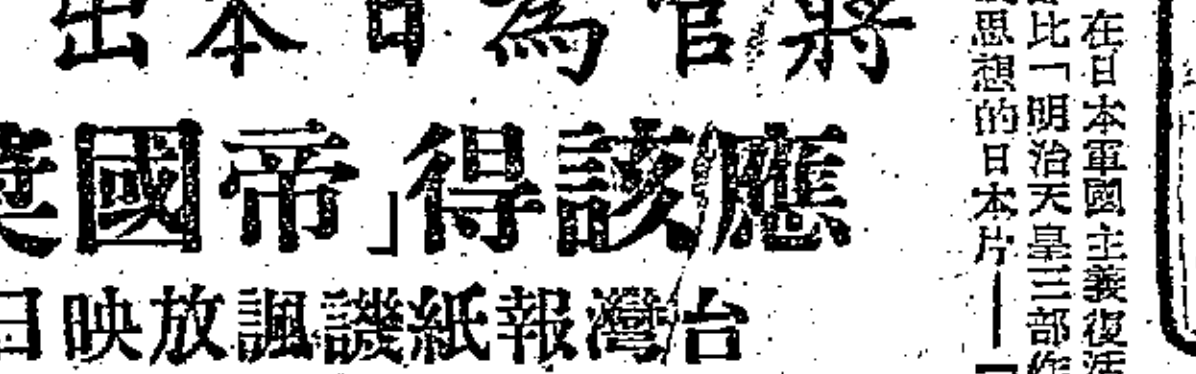 在日本軍國主義復活
比「明治天皇三部作
思想的日本片——
將官為日本出
應該得「帝國
台灣報紙譏諷放映日